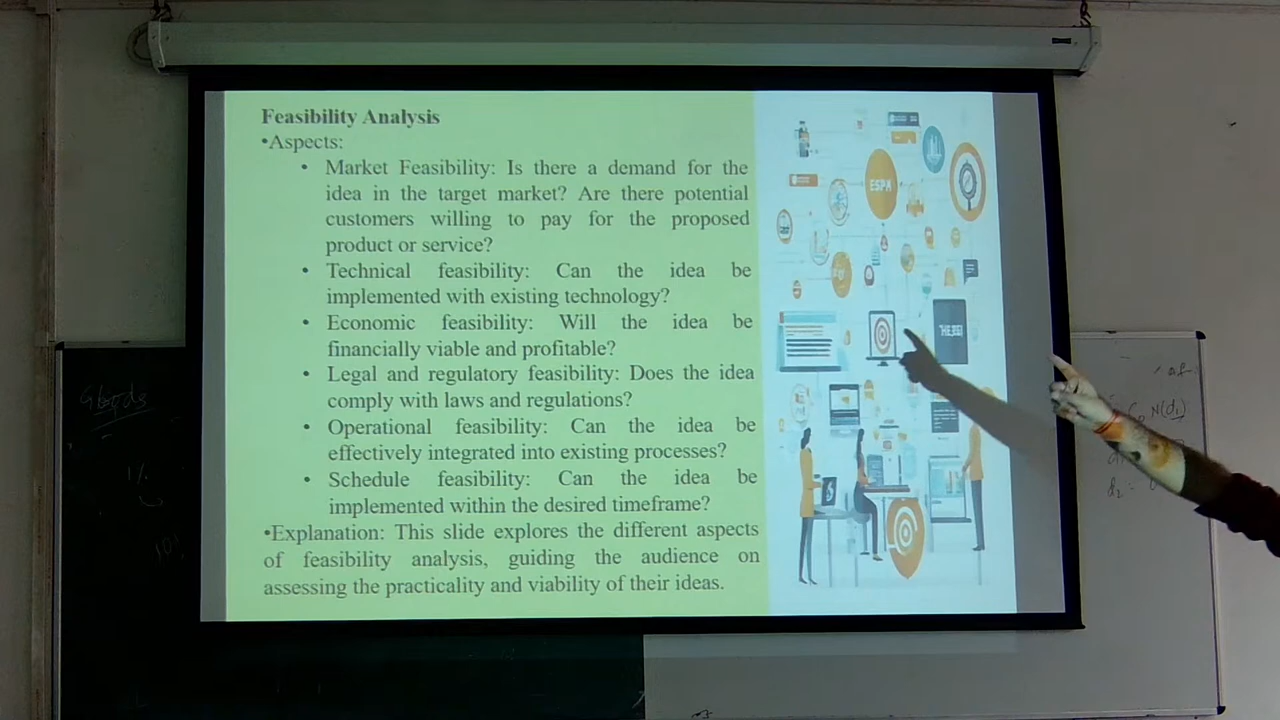 Feasibility Analysis
•Aspects:
• Market Feasibility: Is there a demand for the
idea in the target market? Are there potential
customers willing to pay for the proposed
product or service?
• Technical feasibility: Can the idea be
implemented with existing technology?
• Economic feasibility: Will the idea be
financially viable and profitable?
• Legal and regulatory feasibility: Does the idea
comply with laws and regulations?
• Operational feasibility: Can the idea be
effectively integrated into existing processes?
• Schedule feasibility: Can the idea be
implemented within the desired timeframe?
•Explanation: This slide explores the different aspects
of feasibility analysis, guiding the audience on
assessing the practicality and viability of their ideas.
ESPA
N(d₁)